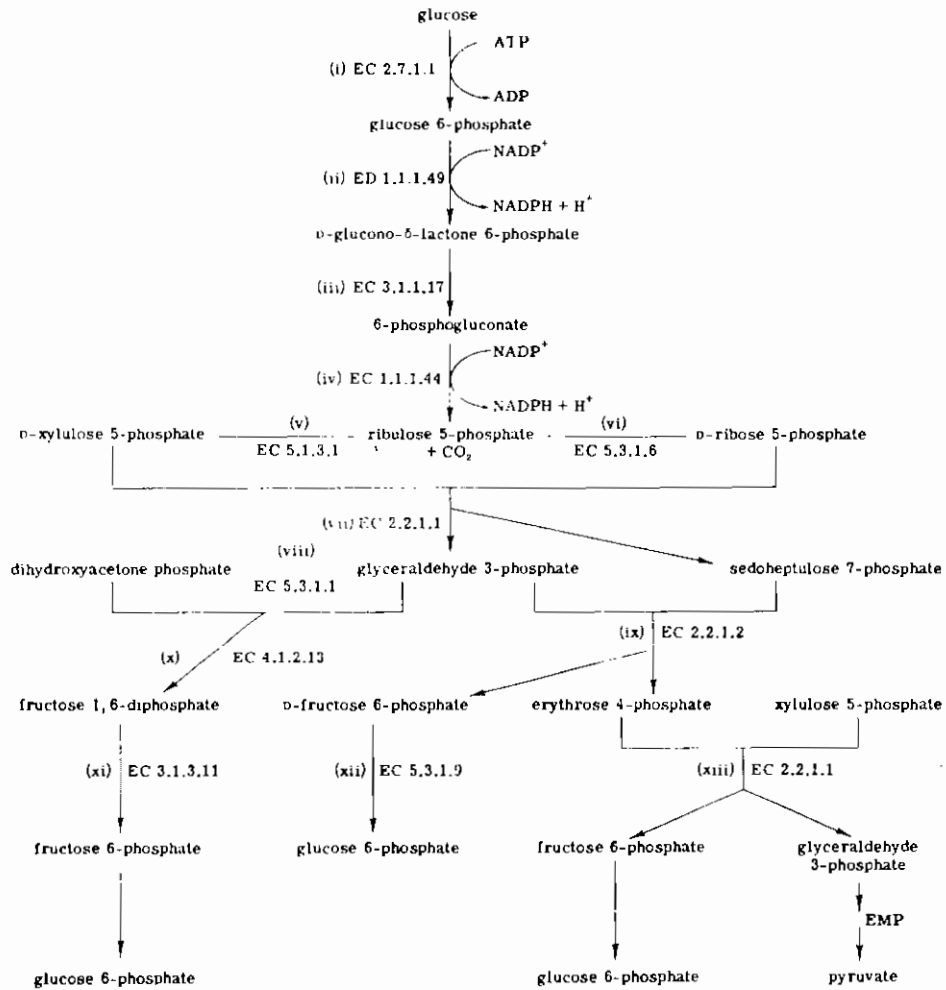 glucose
ATP
(i) EC 2.7.1.1
ADP
glucose 6-phosphate
NADP⁺
(ii) ED 1.1.1.49
NADPH + H⁺
D-glucono-δ-lactone 6-phosphate
(iii) EC 3.1.1.17
6-phosphogluconate
NADP⁺
(iv) EC 1.1.1.44
NADPH + H⁺
D-xylulose 5-phosphate (v) ribulose 5-phosphate (vi) D-ribose 5-phosphate
EC 5.1.3.1 + CO₂ EC 5.3.1.6
(vii) EC 2.2.1.1
(viii)
dihydroxyacetone phosphate glyceraldehyde 3-phosphate sedoheptulose 7-phosphate
EC 5.3.1.1
(ix) EC 2.2.1.2
(x) EC 4.1.2.13
fructose 1,6-diphosphate D-fructose 6-phosphate erythrose 4-phosphate xylulose 5-phosphate
(xi) EC 3.1.3.11 (xii) EC 5.3.1.9 (xiii) EC 2.2.1.1
fructose 6-phosphate glucose 6-phosphate fructose 6-phosphate glyceraldehyde
3-phosphate
EMP
glucose 6-phosphate glucose 6-phosphate pyruvate